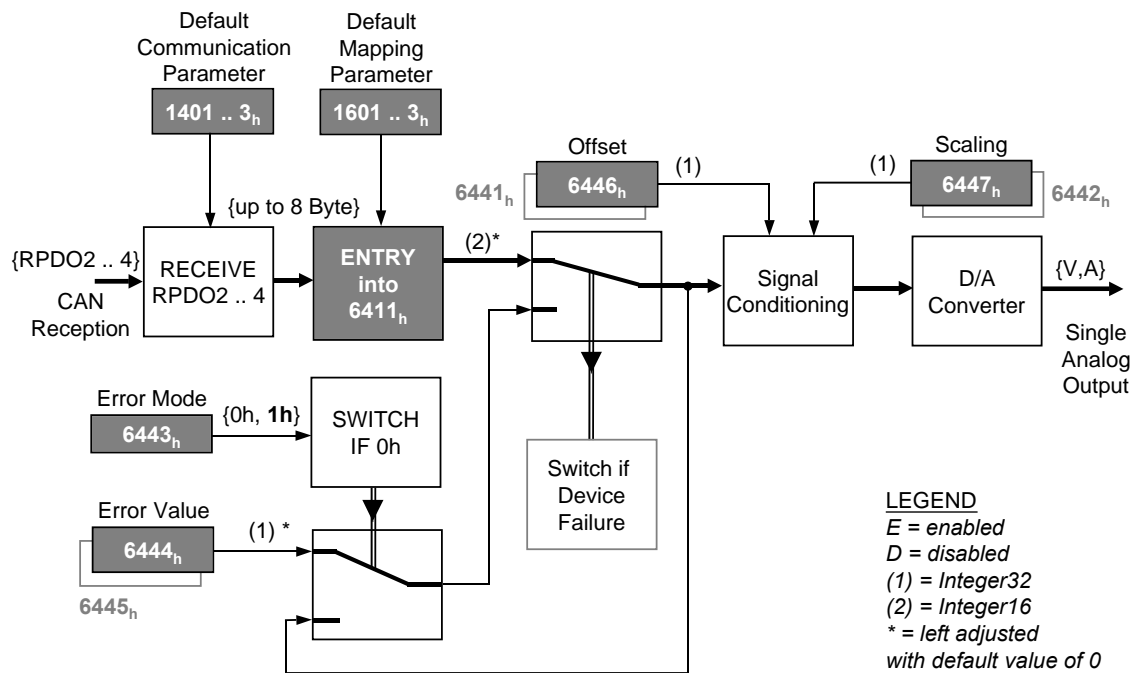 Default
Communication
Parameter
1401 .. 3h
Default
Mapping
Parameter
1601 .. 3h
Offset
6446h
6441h
(1)
Scaling
6447h
6442h
(1)
{RPDO2 .. 4}
CAN
Reception
RECEIVE
RPDO2 .. 4
{up to 8 Byte}
ENTRY
into
6411h
(2)*
Signal
Conditioning
D/A
Converter
{V,A}
Single
Analog
Output
Error Mode
6443h
{0h, 1h}
SWITCH
IF 0h
Switch if
Device
Failure
Error Value
6444h
6445h
(1) *
LEGEND
E = enabled
D = disabled
(1) = Integer32
(2) = Integer16
* = left adjusted
with default value of 0